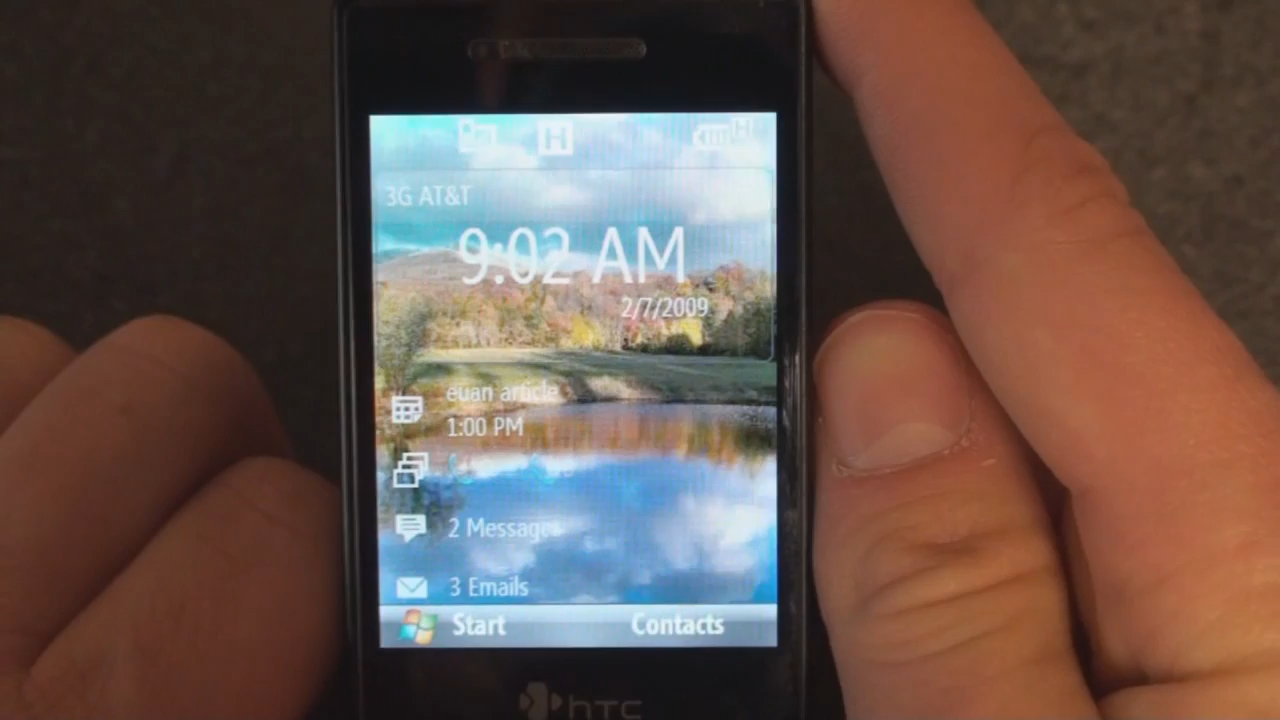 H
H
3G AT&T
9:02 AM
2/7/2009
euan article
1:00 PM
2 Messages
3 Emails
Start
Contacts
hTC